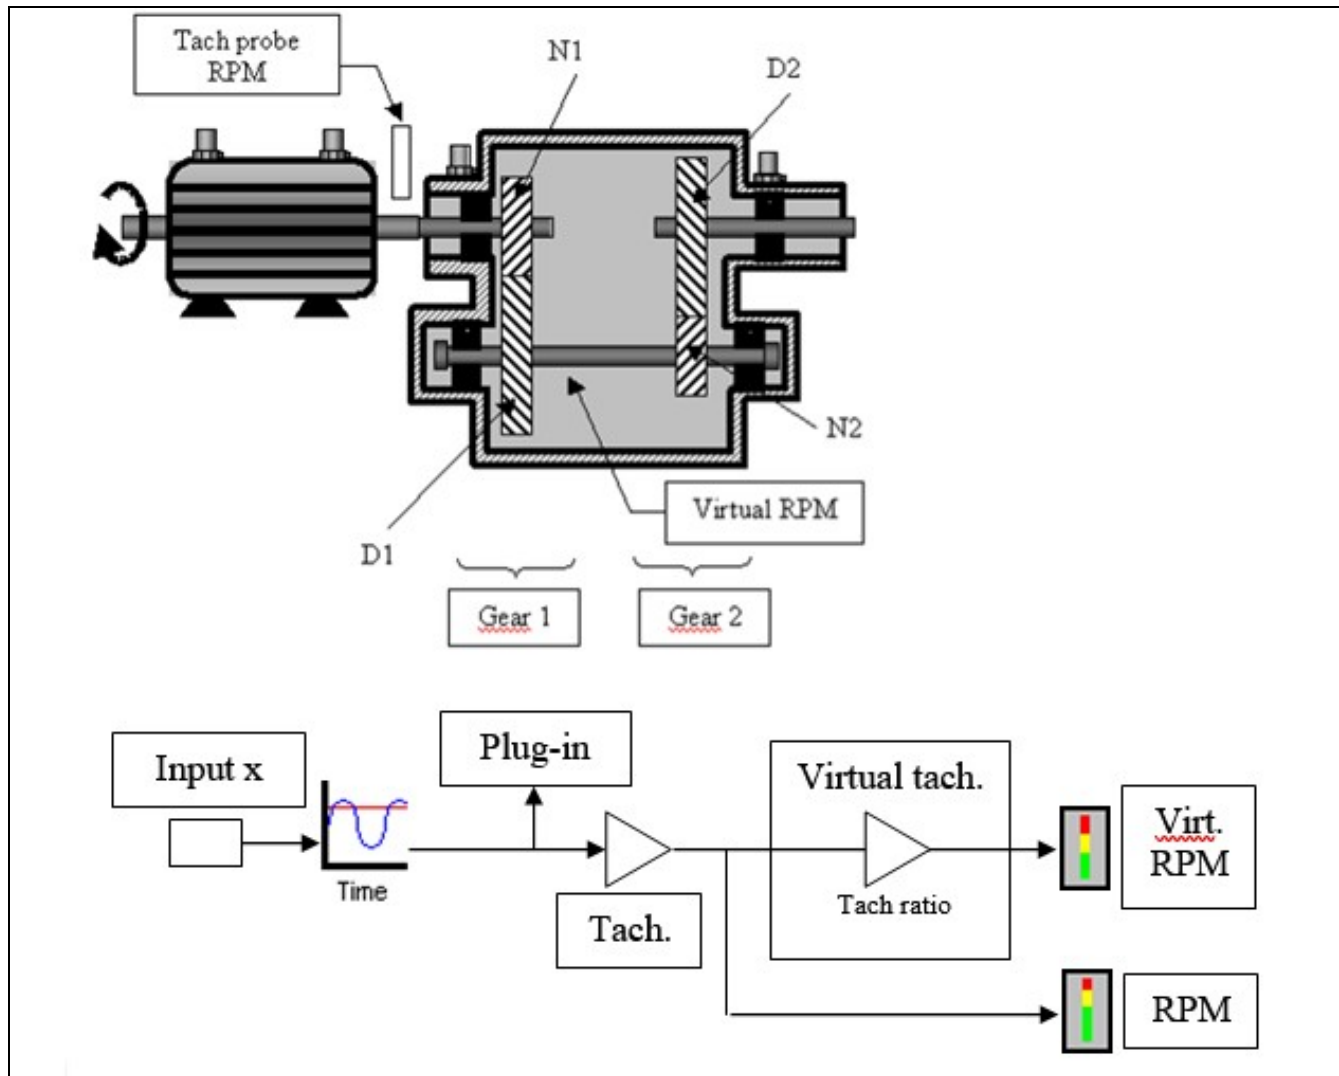 Tach probe
RPM
N1
D2
N2
Virtual RPM
D1
Gear 1
Gear 2
Input x
Plug-in
Virtual tach.
Virt.
RPM
Time
Tach ratio
Tach.
RPM